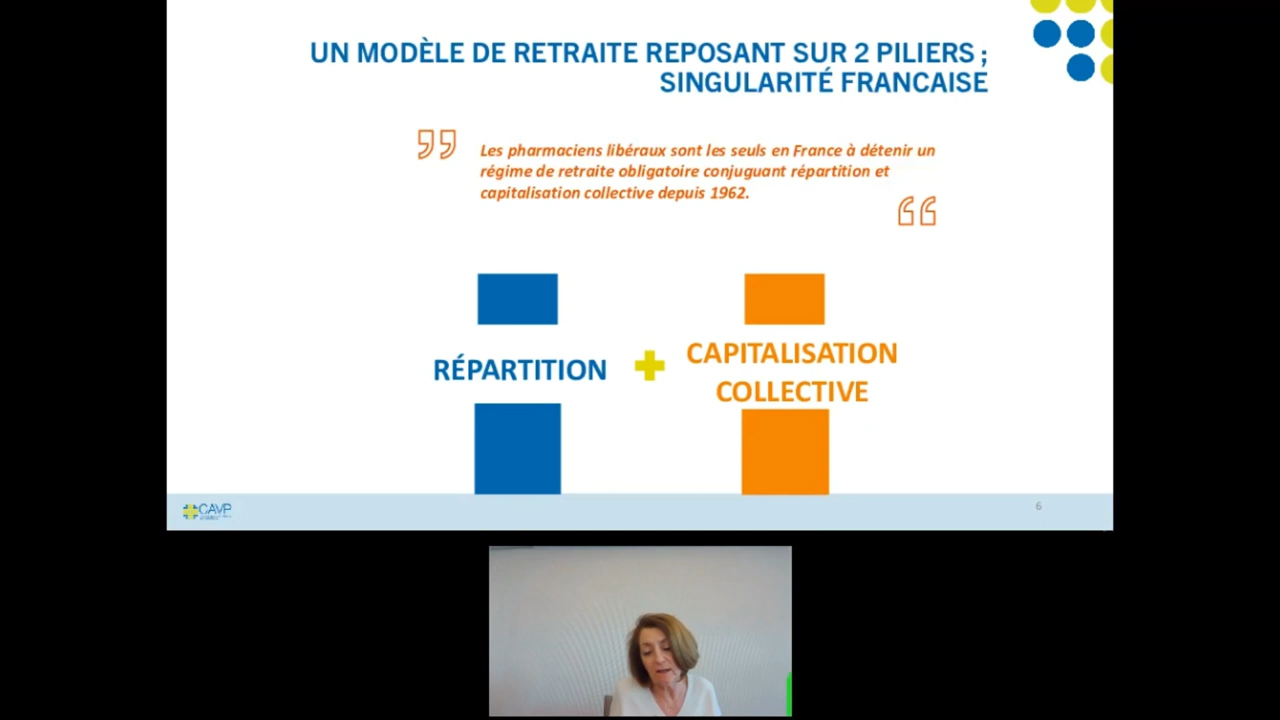 UN MODÈLE DE RETRAITE REPOSANT SUR 2 PILIERS ;
SINGULARITÉ FRANCAISE
Les pharmaciens libéraux sont les seuls en France à détenir un
régime de retraite obligatoire conjuguant répartition et
capitalisation collective depuis 1962.
RÉPARTITION
CAPITALISATION
COLLECTIVE
CAVP
6